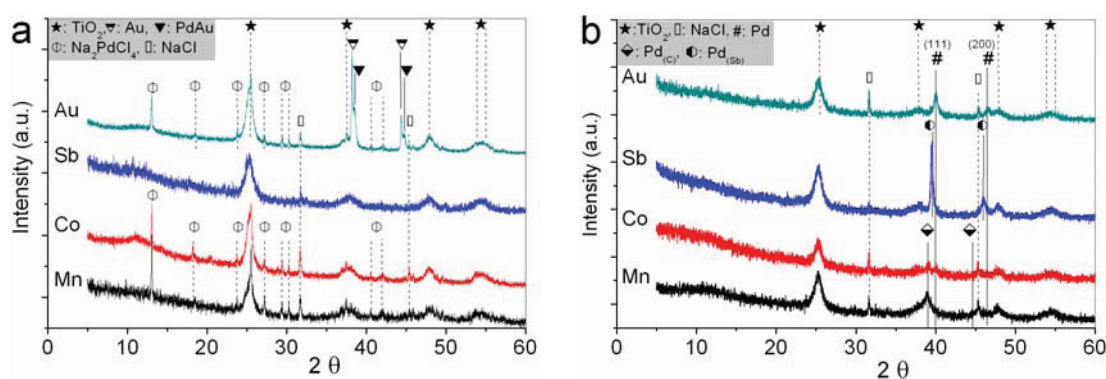 a
★: TiO2, ⧩: Au, ▼: PdAu
⦶: Na2PdCl4, ▯: NaCl
⦶ ⦶ ⦶ ⦶ ⦶ ⦶
Au
Sb
Co
Mn
Intensity (a.u.)
0 10 20 30 40 50 60
2 θ
b
★: TiO2, ▯: NaCl, #: Pd
⬘: Pd(C), ◐: Pd(Sb)
(111) (200)
# #
Au
Sb
Co
Mn
Intensity (a.u.)
0 10 20 30 40 50 60
2 θ